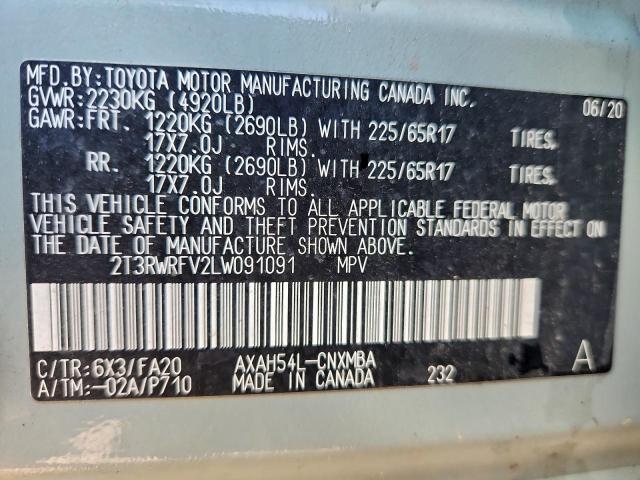 MFD.BY:TOYOTA MOTOR MANUFACTURING CANADA INC. 06/20
GVWR:2230KG (4920LB)
GAWR:FRT. 1220KG (2690LB) WITH 225/65R17 TIRES,
17X7.0J RIMS.
RR. 1220KG (2690LB) WITH 225/65R17 TIRES,
17X7.0J RIMS.
THIS VEHICLE CONFORMS TO ALL APPLICABLE FEDERAL MOTOR
VEHICLE SAFETY AND THEFT PREVENTION STANDARDS IN EFFECT ON
THE DATE OF MANUFACTURE SHOWN ABOVE.
2T3RWRFV2LW091091 MPV
C/TR:6X3/FA20 AXAH54L-CNXMBA A
A/TM:-02A/P710 MADE IN CANADA 232